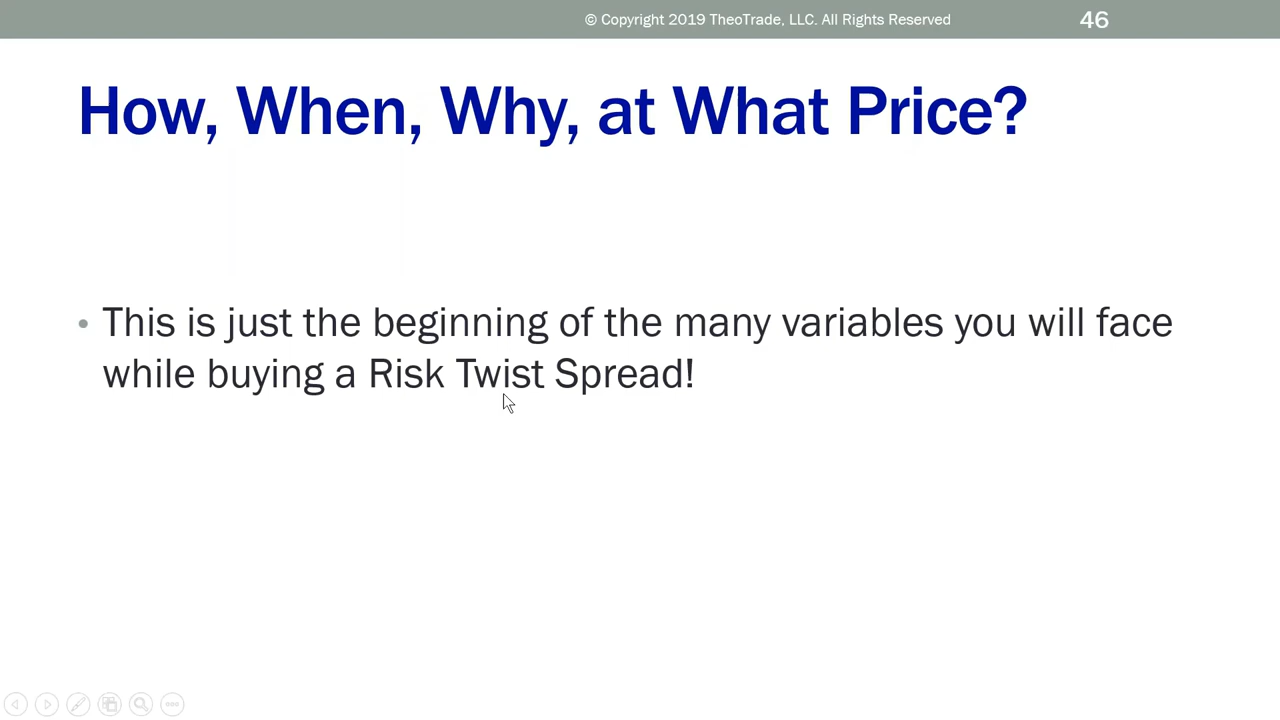 © Copyright 2019 TheoTrade, LLC. All Rights Reserved
46
How, When, Why, at What Price?
• This is just the beginning of the many variables you will face
while buying a Risk Twist Spread!